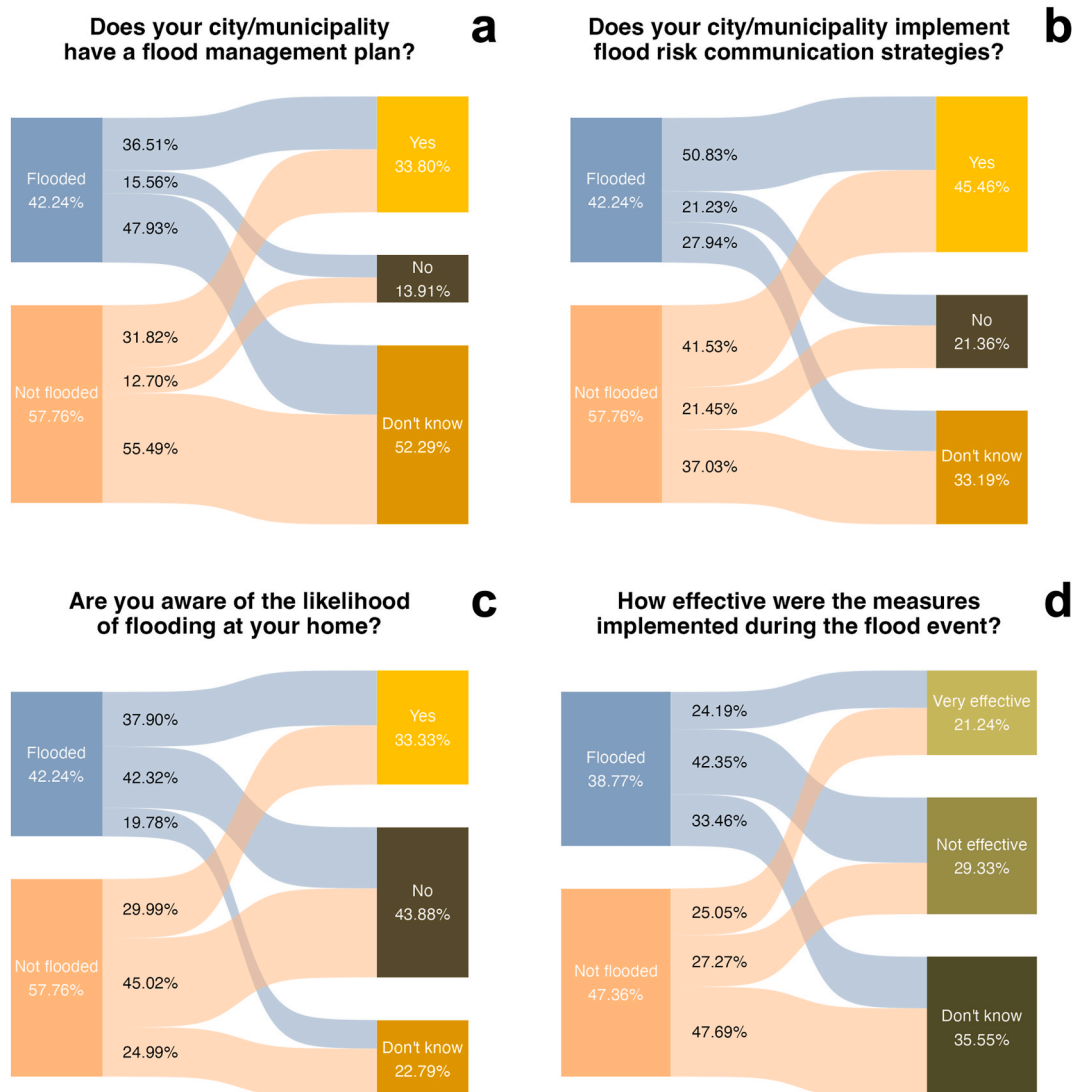 Does your city/municipality
have a flood management plan?
a
Flooded
42.24%
36.51%
15.56%
47.93%
Not flooded
57.76%
31.82%
12.70%
55.49%
Yes
33.80%
No
13.91%
Don't know
52.29%
Does your city/municipality implement
flood risk communication strategies?
b
Flooded
42.24%
50.83%
21.23%
27.94%
Not flooded
57.76%
41.53%
21.45%
37.03%
Yes
45.46%
No
21.36%
Don't know
33.19%
Are you aware of the likelihood
of flooding at your home?
c
Flooded
42.24%
37.90%
42.32%
19.78%
Not flooded
57.76%
29.99%
45.02%
24.99%
Yes
33.33%
No
43.88%
Don't know
22.79%
How effective were the measures
implemented during the flood event?
d
Flooded
38.77%
24.19%
42.35%
33.46%
Not flooded
47.36%
25.05%
27.27%
47.69%
Very effective
21.24%
Not effective
29.33%
Don't know
35.55%